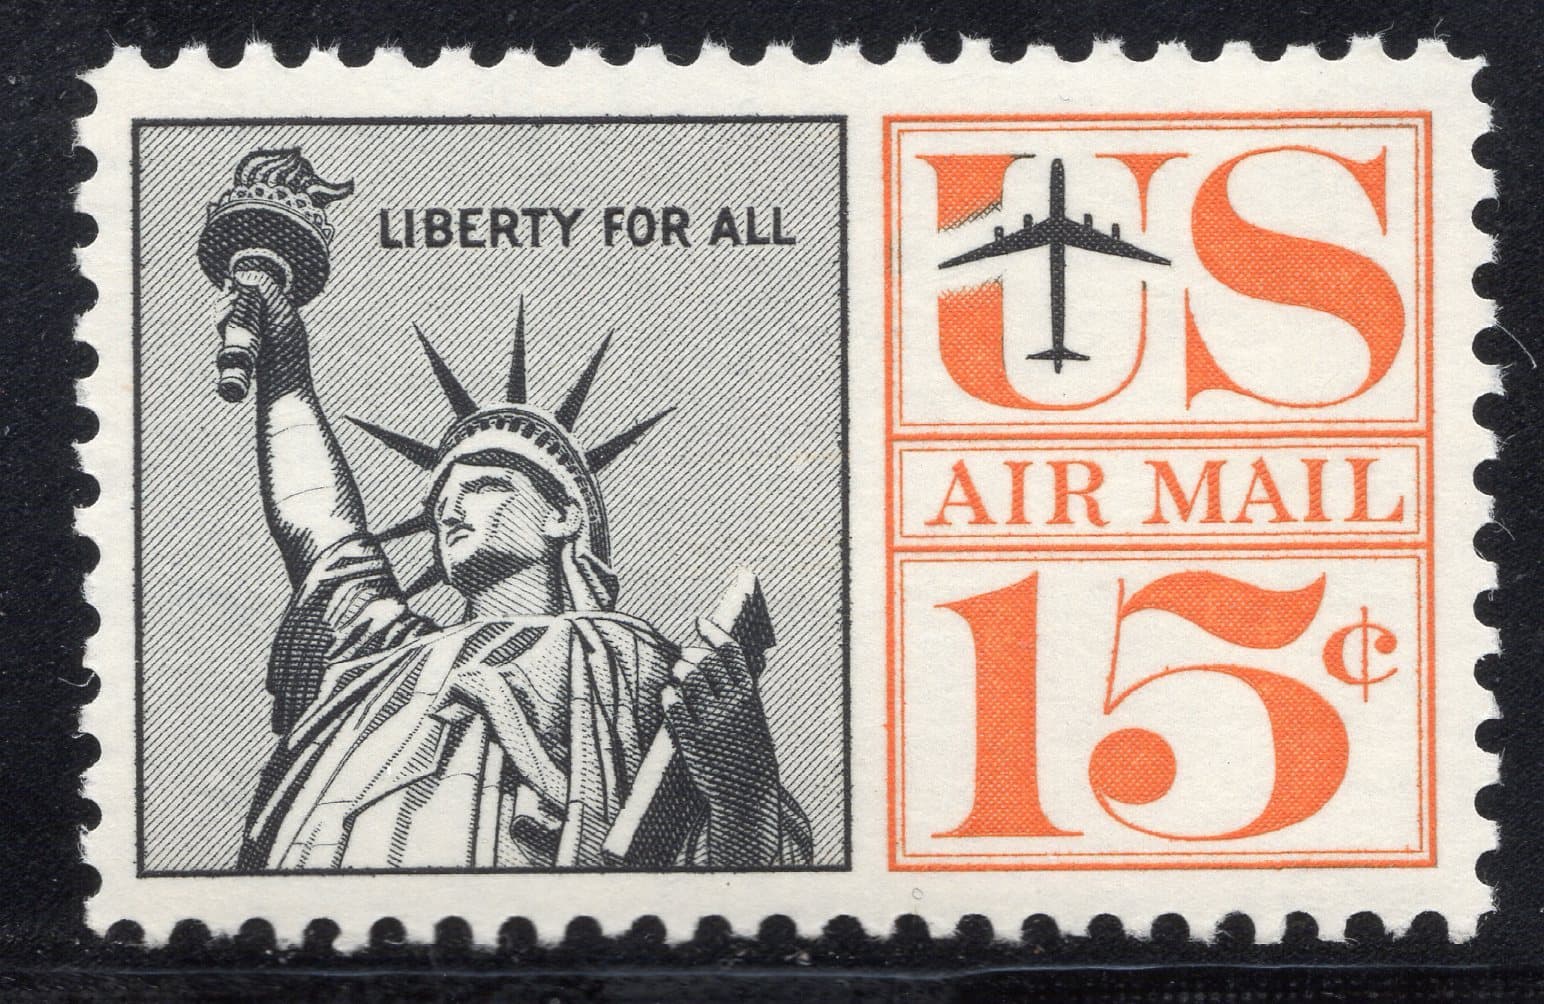 LIBERTY FOR ALL
US
AIR MAIL
15¢